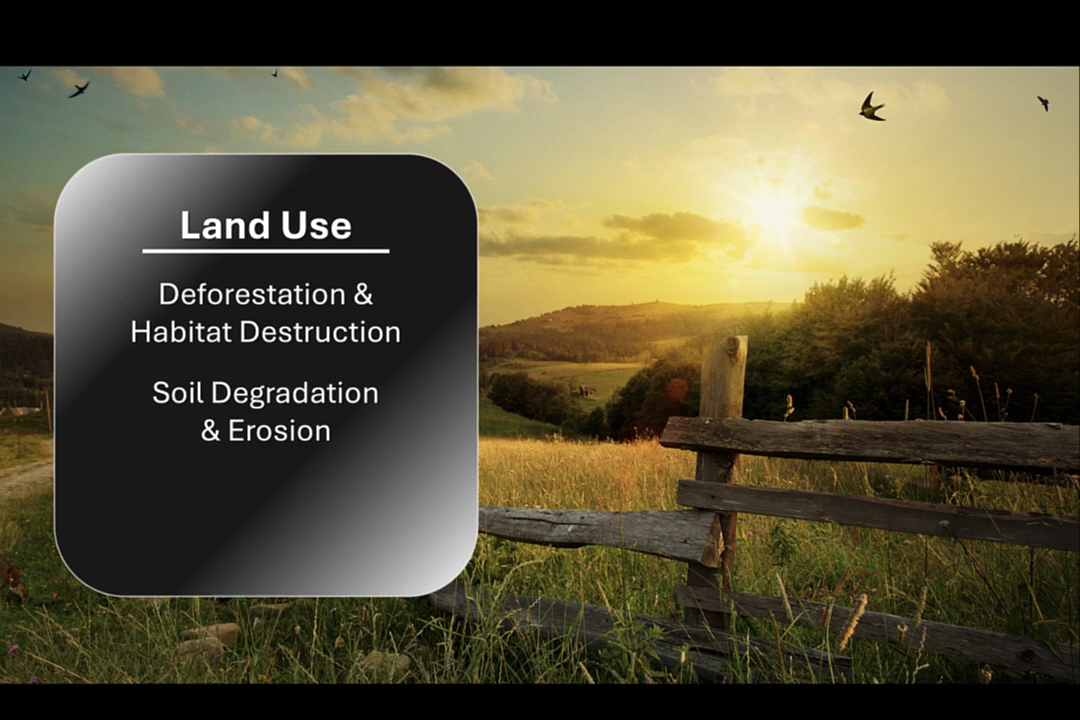 Land Use
Deforestation &
Habitat Destruction
Soil Degradation
& Erosion